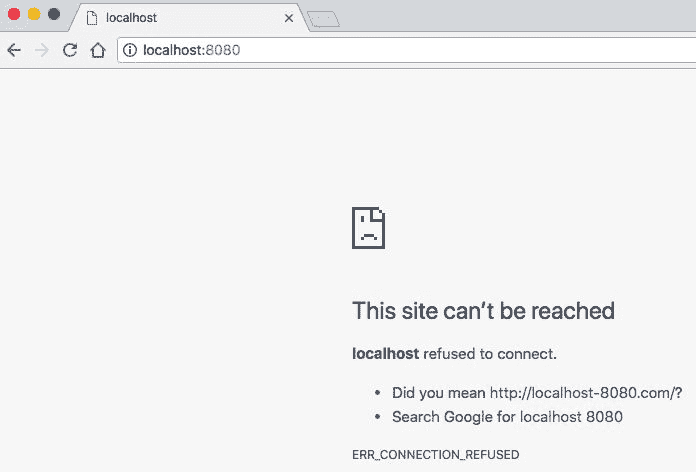 localhost
localhost:8080
This site can’t be reached
localhost refused to connect.
• Did you mean http://localhost-8080.com/?
• Search Google for localhost 8080
ERR_CONNECTION_REFUSED